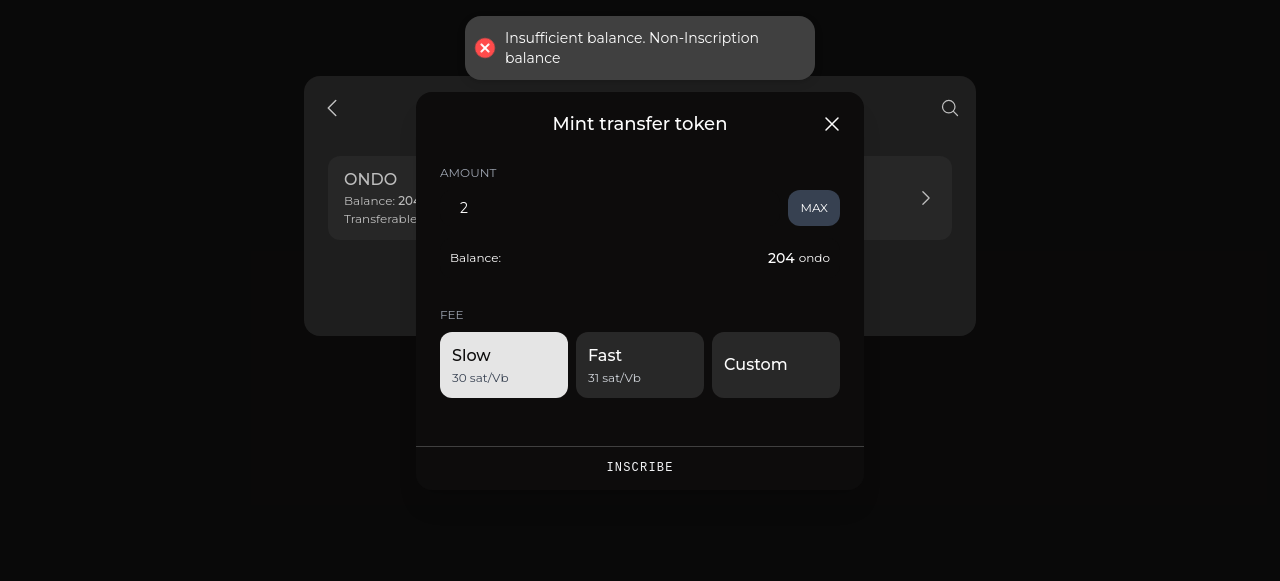 Insufficient balance. Non-Inscription
balance
Mint transfer token
ONDO
Balance: 204
Transferable
AMOUNT
2
MAX
Balance:
204 ondo
FEE
Slow
30 sat/Vb
Fast
31 sat/Vb
Custom
INSCRIBE